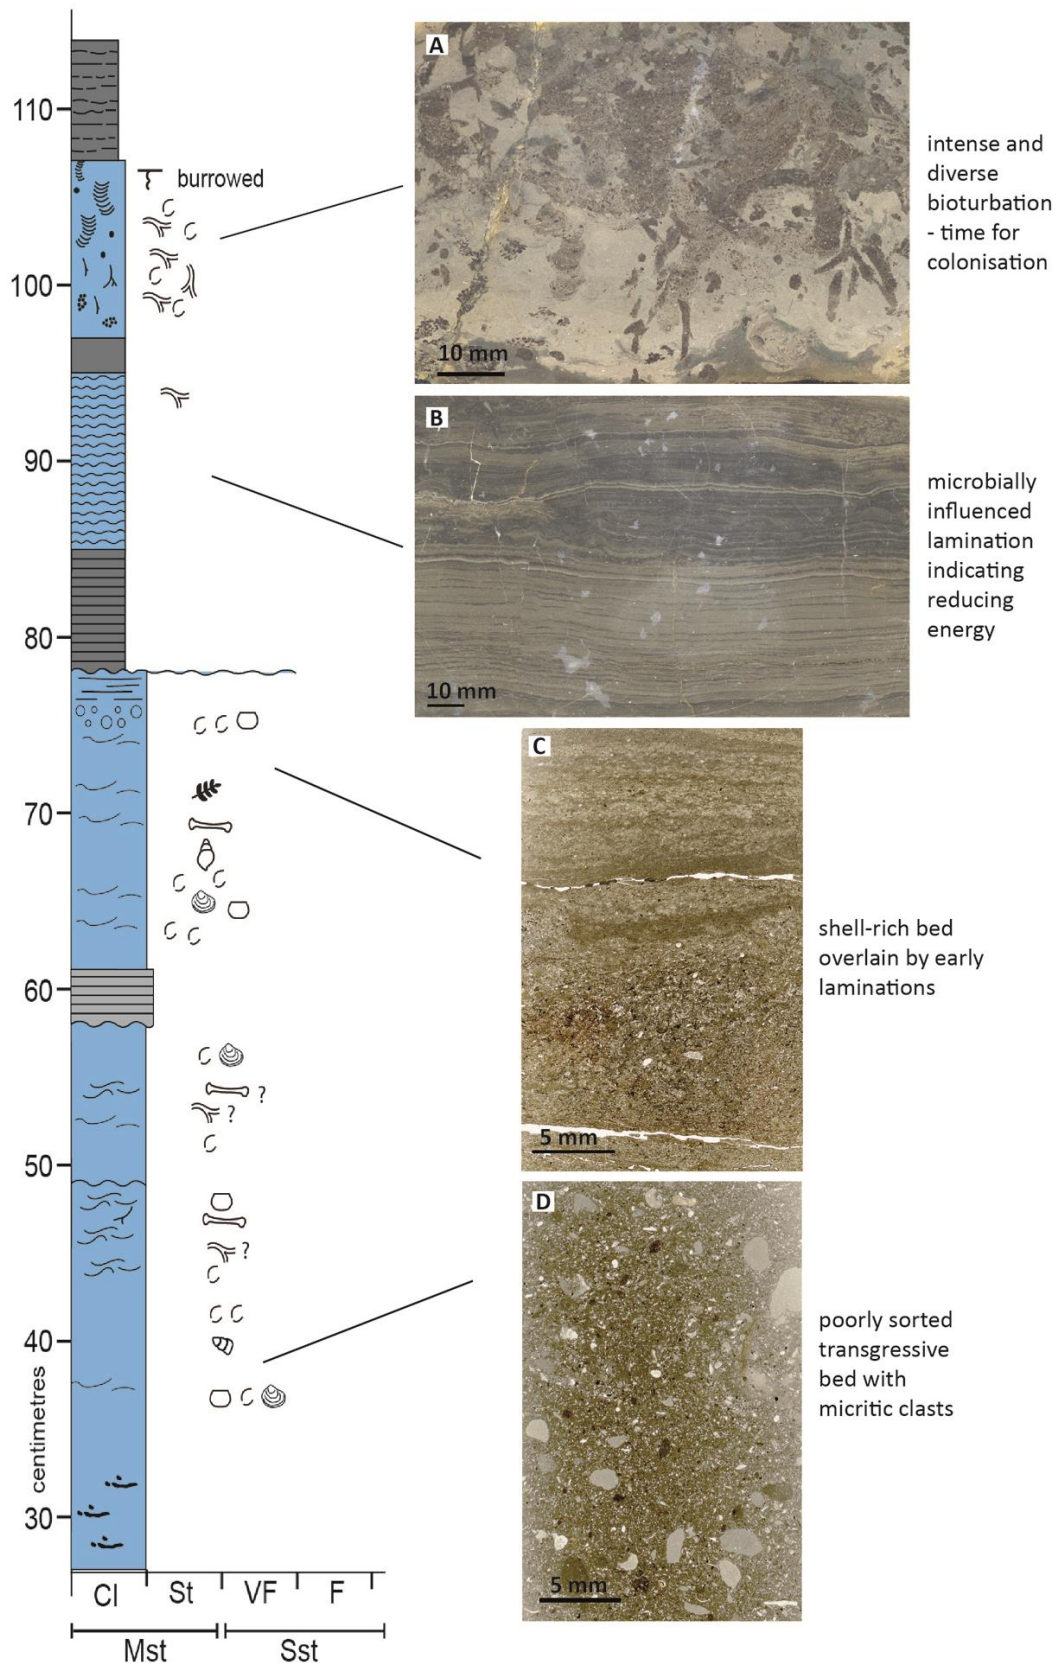 110
100
90
80
70
60
50
40
30
centimetres
burrowed
?
?
?
Cl St VF F
Mst Sst
A
10 mm
intense and
diverse
bioturbation
- time for
colonisation
B
10 mm
microbially
influenced
lamination
indicating
reducing
energy
C
5 mm
shell-rich bed
overlain by early
laminations
D
5 mm
poorly sorted
transgressive
bed with
micritic clasts